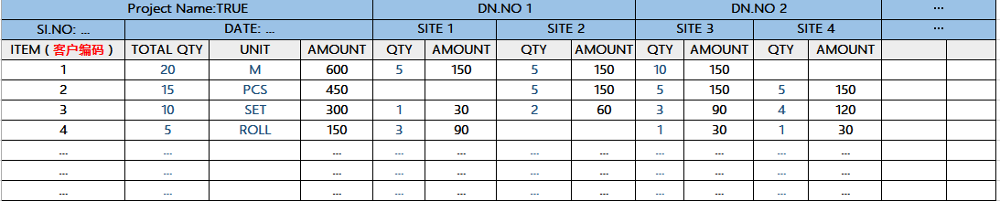 Project Name:TRUE DN.NO 1 DN.NO 2 ...
SI.NO: ... DATE: ... SITE 1 SITE 2 SITE 3 SITE 4 ...
ITEM ( 客户编码 ) TOTAL QTY UNIT AMOUNT QTY AMOUNT QTY AMOUNT QTY AMOUNT QTY AMOUNT
1 20 M 600 5 150 5 150 10 150
2 15 PCS 450 5 150 5 150 5 150
3 10 SET 300 1 30 2 60 3 90 4 120
4 5 ROLL 150 3 90 1 30 1 30
... ... ... ... ... ... ... ... ... ... ...
... ... ... ... ... ... ... ... ... ... ...
... ... ... ... ... ... ... ... ... ... ...